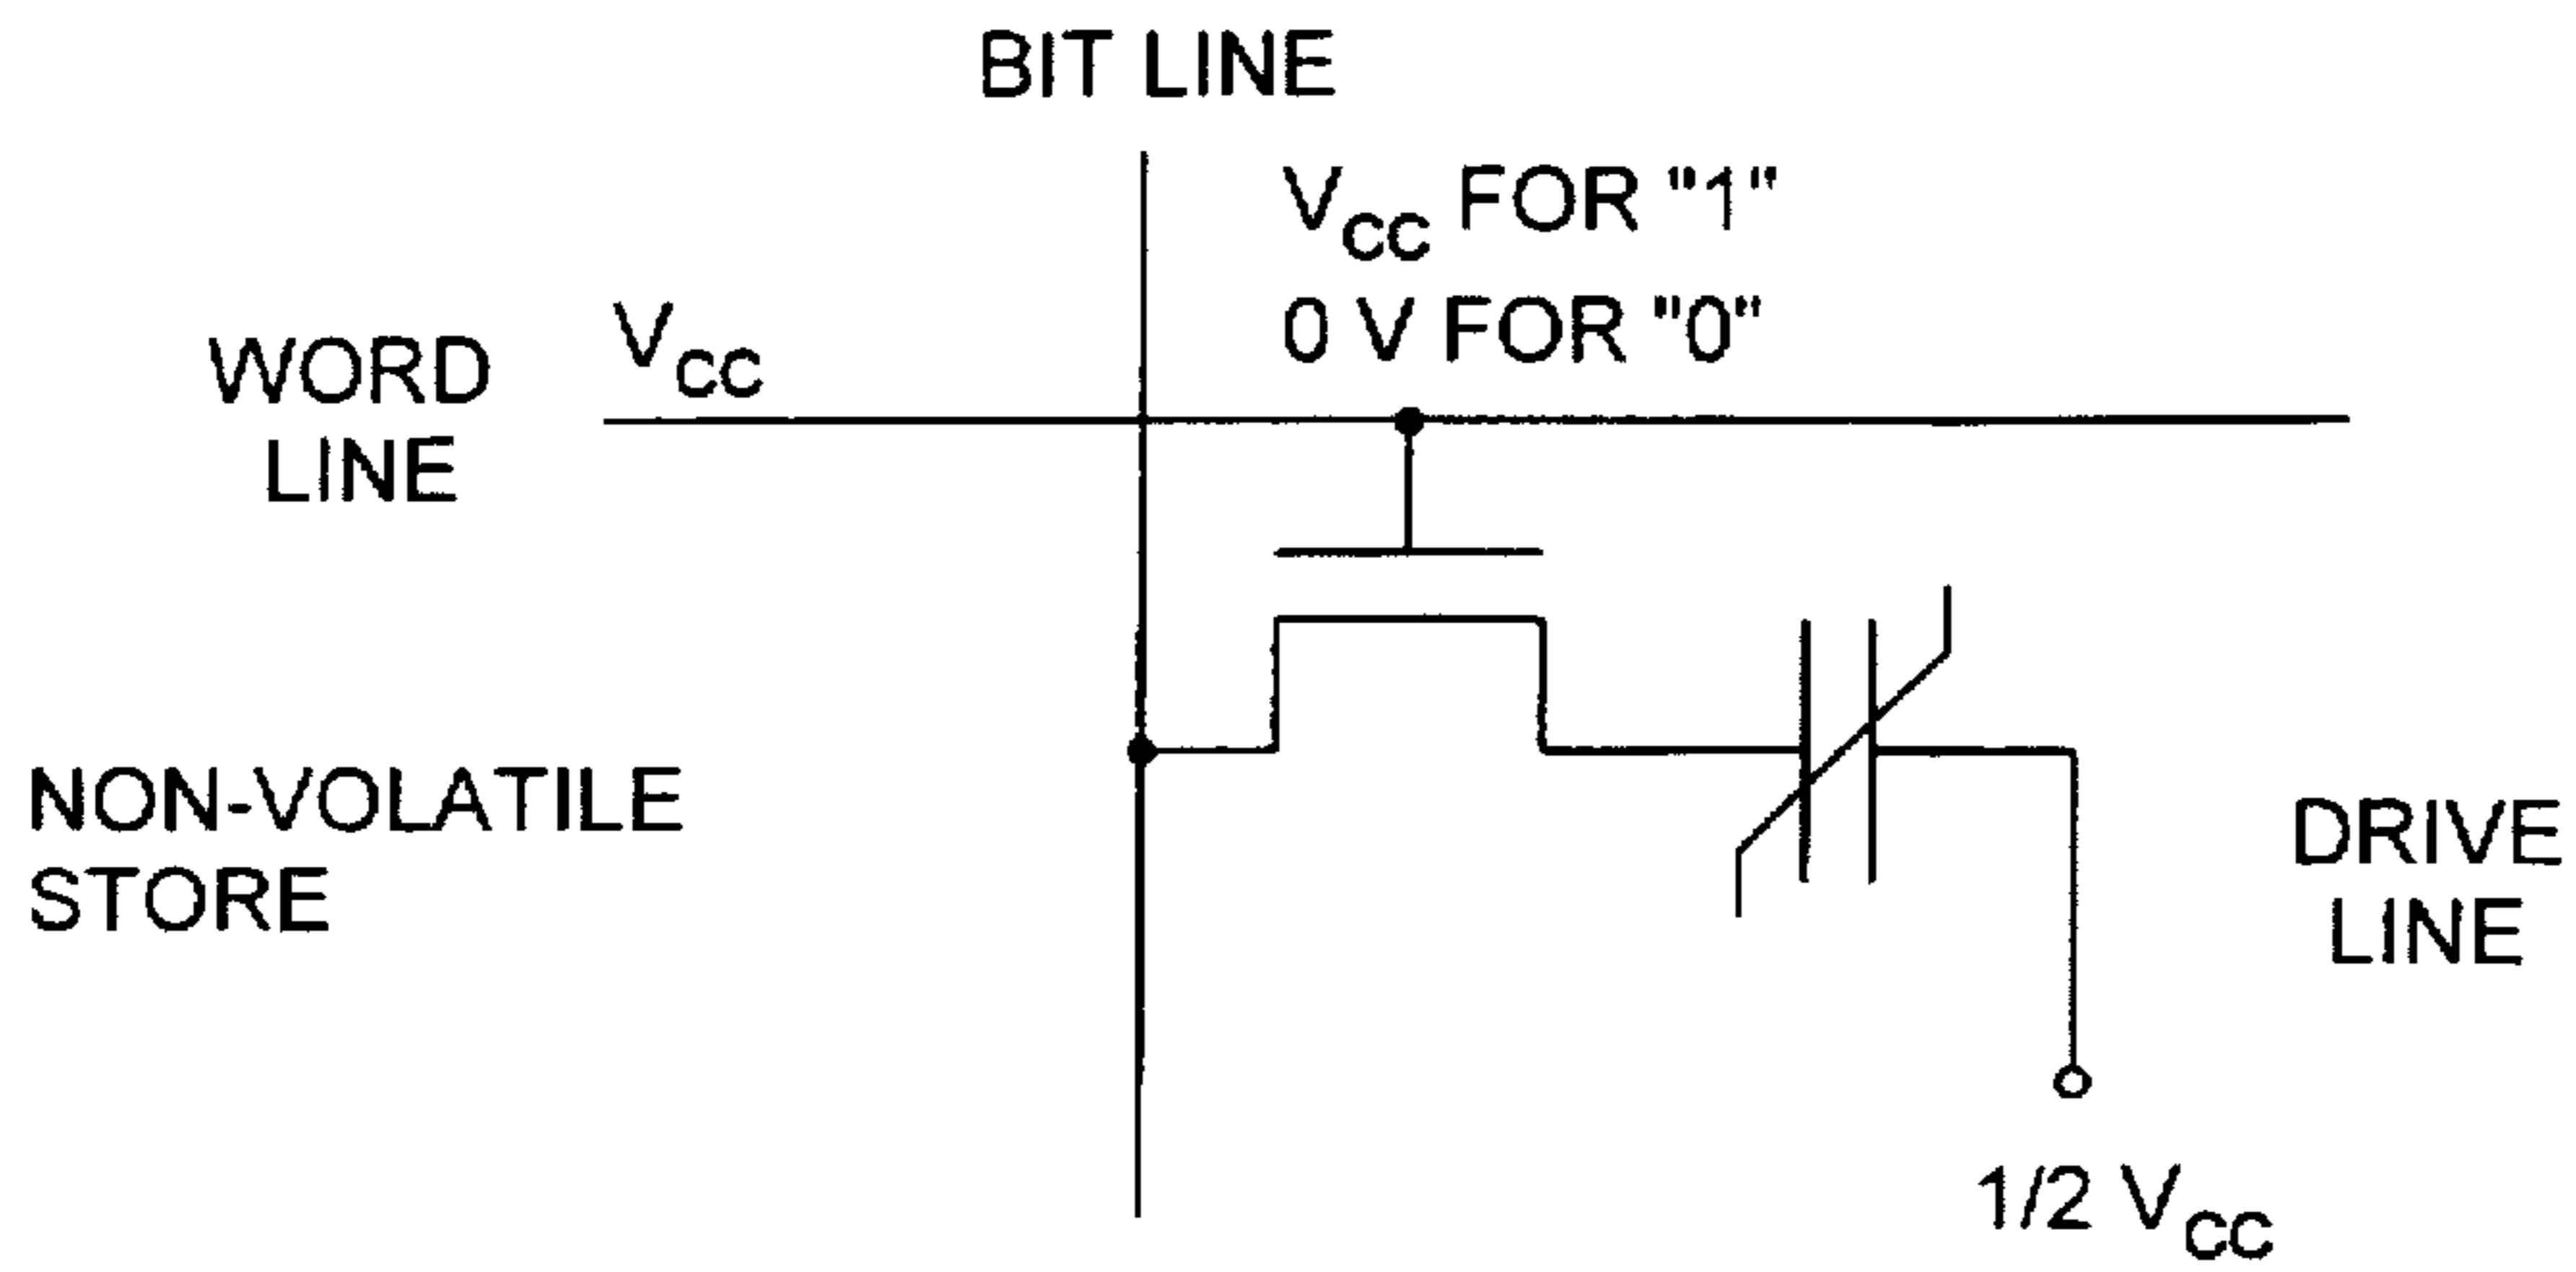 BIT LINE
VCC FOR "1"
0 V FOR "0"
WORD
LINE
VCC
NON-VOLATILE
STORE
DRIVE
LINE
1/2 VCC